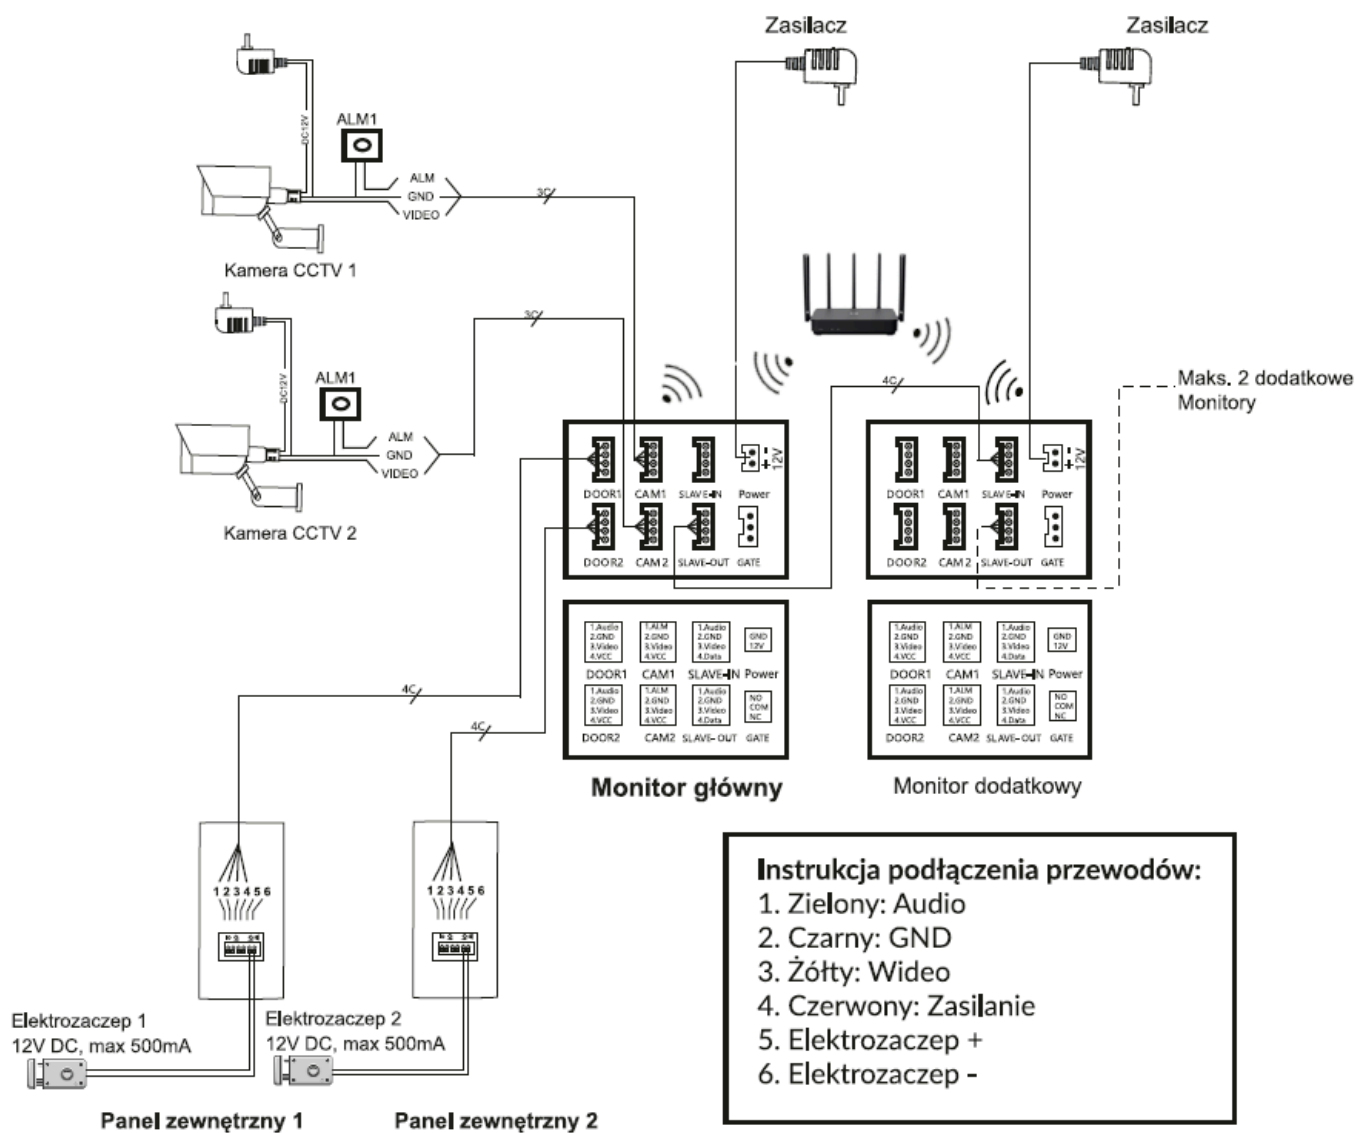 Zasilacz
Zasilacz
DC12V
ALM1
ALM
GND
VIDEO
3C
Kamera CCTV 1
3C
DC12V
ALM1
ALM
GND
VIDEO
Kamera CCTV 2
4C
Maks. 2 dodatkowe
Monitory
- + 12V
DOOR1 CAM1 SLAVE-IN Power
DOOR2 CAM2 SLAVE-OUT GATE
- + 12V
DOOR1 CAM1 SLAVE-IN Power
DOOR2 CAM2 SLAVE-OUT GATE
1.Audio
2.GND
3.Video
4.VCC
1.ALM
2.GND
3.Video
4.VCC
1.Audio
2.GND
3.Video
4.Data
GND
12V
DOOR1 CAM1 SLAVE-IN Power
1.Audio
2.GND
3.Video
4.VCC
1.ALM
2.GND
3.Video
4.VCC
1.Audio
2.GND
3.Video
4.Data
NO
COM
NC
DOOR2 CAM2 SLAVE-OUT GATE
Monitor główny
1.Audio
2.GND
3.Video
4.VCC
1.ALM
2.GND
3.Video
4.VCC
1.Audio
2.GND
3.Video
4.Data
GND
12V
DOOR1 CAM1 SLAVE-IN Power
1.Audio
2.GND
3.Video
4.VCC
1.ALM
2.GND
3.Video
4.VCC
1.Audio
2.GND
3.Video
4.Data
NO
COM
NC
DOOR2 CAM2 SLAVE-OUT GATE
Monitor dodatkowy
4C
4C
1 2 3 4 5 6
1 2 3 4 5 6
Elektrozaczep 1
12V DC, max 500mA
Elektrozaczep 2
12V DC, max 500mA
Panel zewnętrzny 1
Panel zewnętrzny 2
Instrukcja podłączenia przewodów:
1. Zielony: Audio
2. Czarny: GND
3. Żółty: Wideo
4. Czerwony: Zasilanie
5. Elektrozaczep +
6. Elektrozaczep -